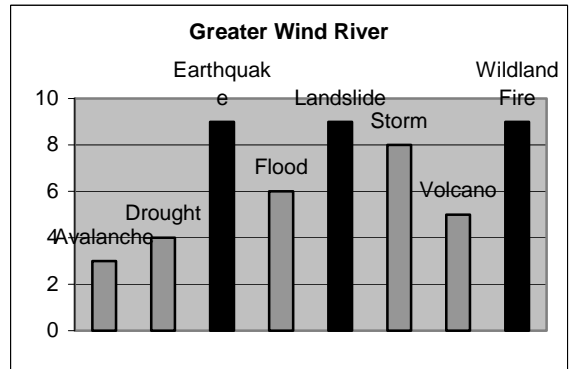 Greater Wind River
Earthquak
e
Landslide
Wildland
Fire
Storm
Flood
Volcano
Drought
Avalanche
10
8
6
4
2
0